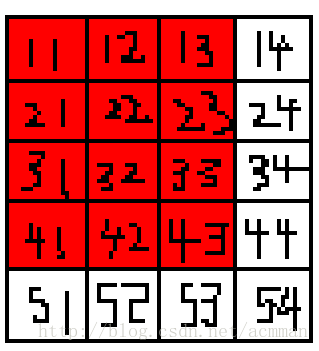 11 12 13 14
21 22 23 24
31 32 33 34
41 42 43 44
51 52 53 54
http://blog.csdn.net/acmman